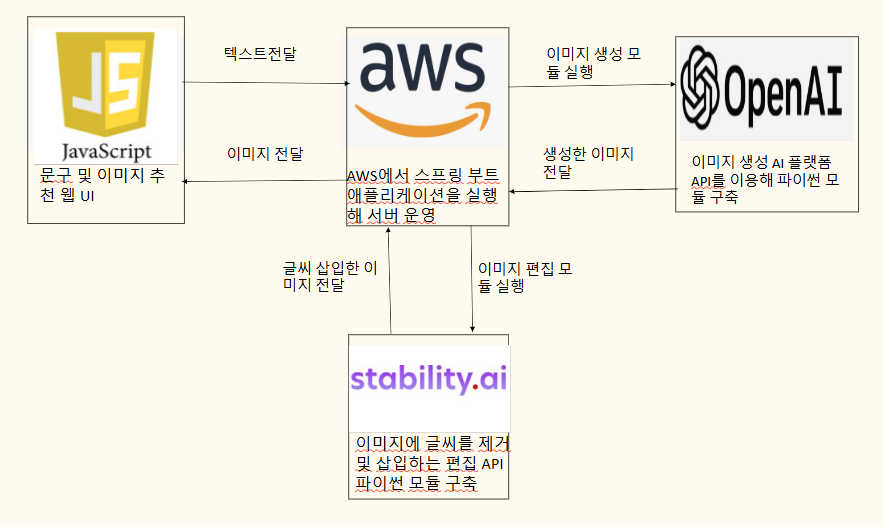 JS
JavaScript
문구 및 이미지 추
천 웹 UI
텍스트전달
이미지 전달
aws
AWS에서 스프링 부트
애플리케이션을 실행
해 서버 운영
이미지 생성 모
듈 실행
생성한 이미지
전달
OpenAI
이미지 생성 AI 플랫폼
API를 이용해 파이썬 모
듈 구축
글씨 삽입한 이
미지 전달
이미지 편집 모
듈 실행
stability.ai
이미지에 글씨를 제거
및 삽입하는 편집 API
파이썬 모듈 구축